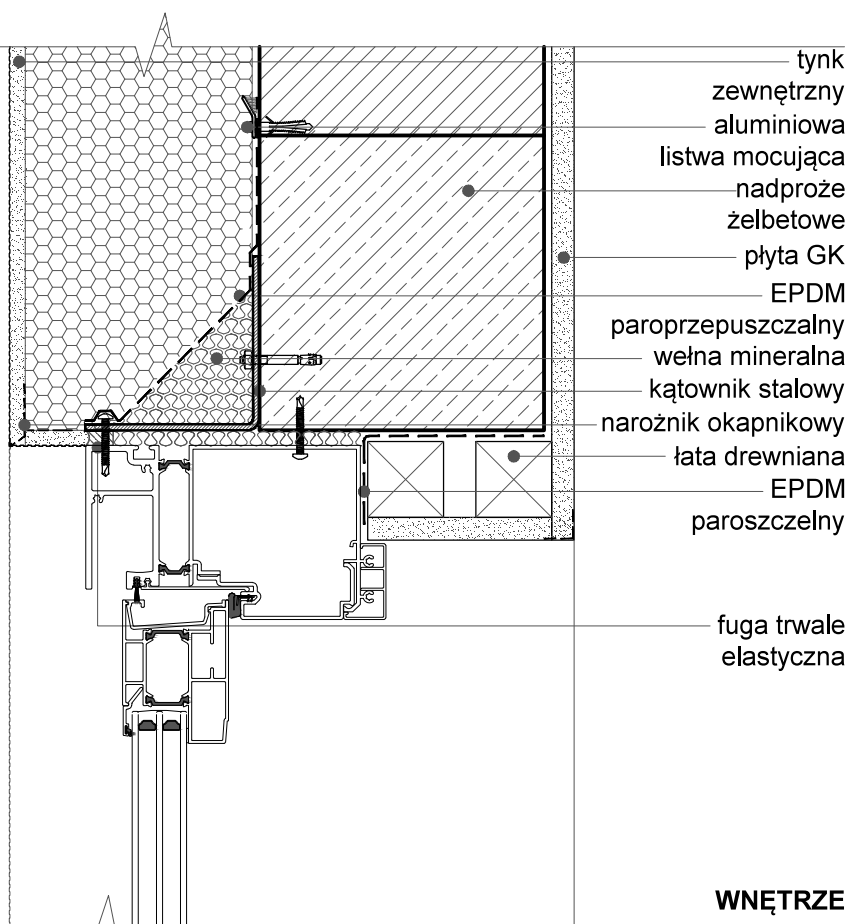 tynk
zewnętrzny
aluminiowa
listwa mocująca
nadproże
żelbetowe
płyta GK
EPDM
paroprzepuszczalny
wełna mineralna
kątownik stalowy
narożnik okapnikowy
łata drewniana
EPDM
paroszczelny
fuga trwale
elastyczna
WNĘTRZE